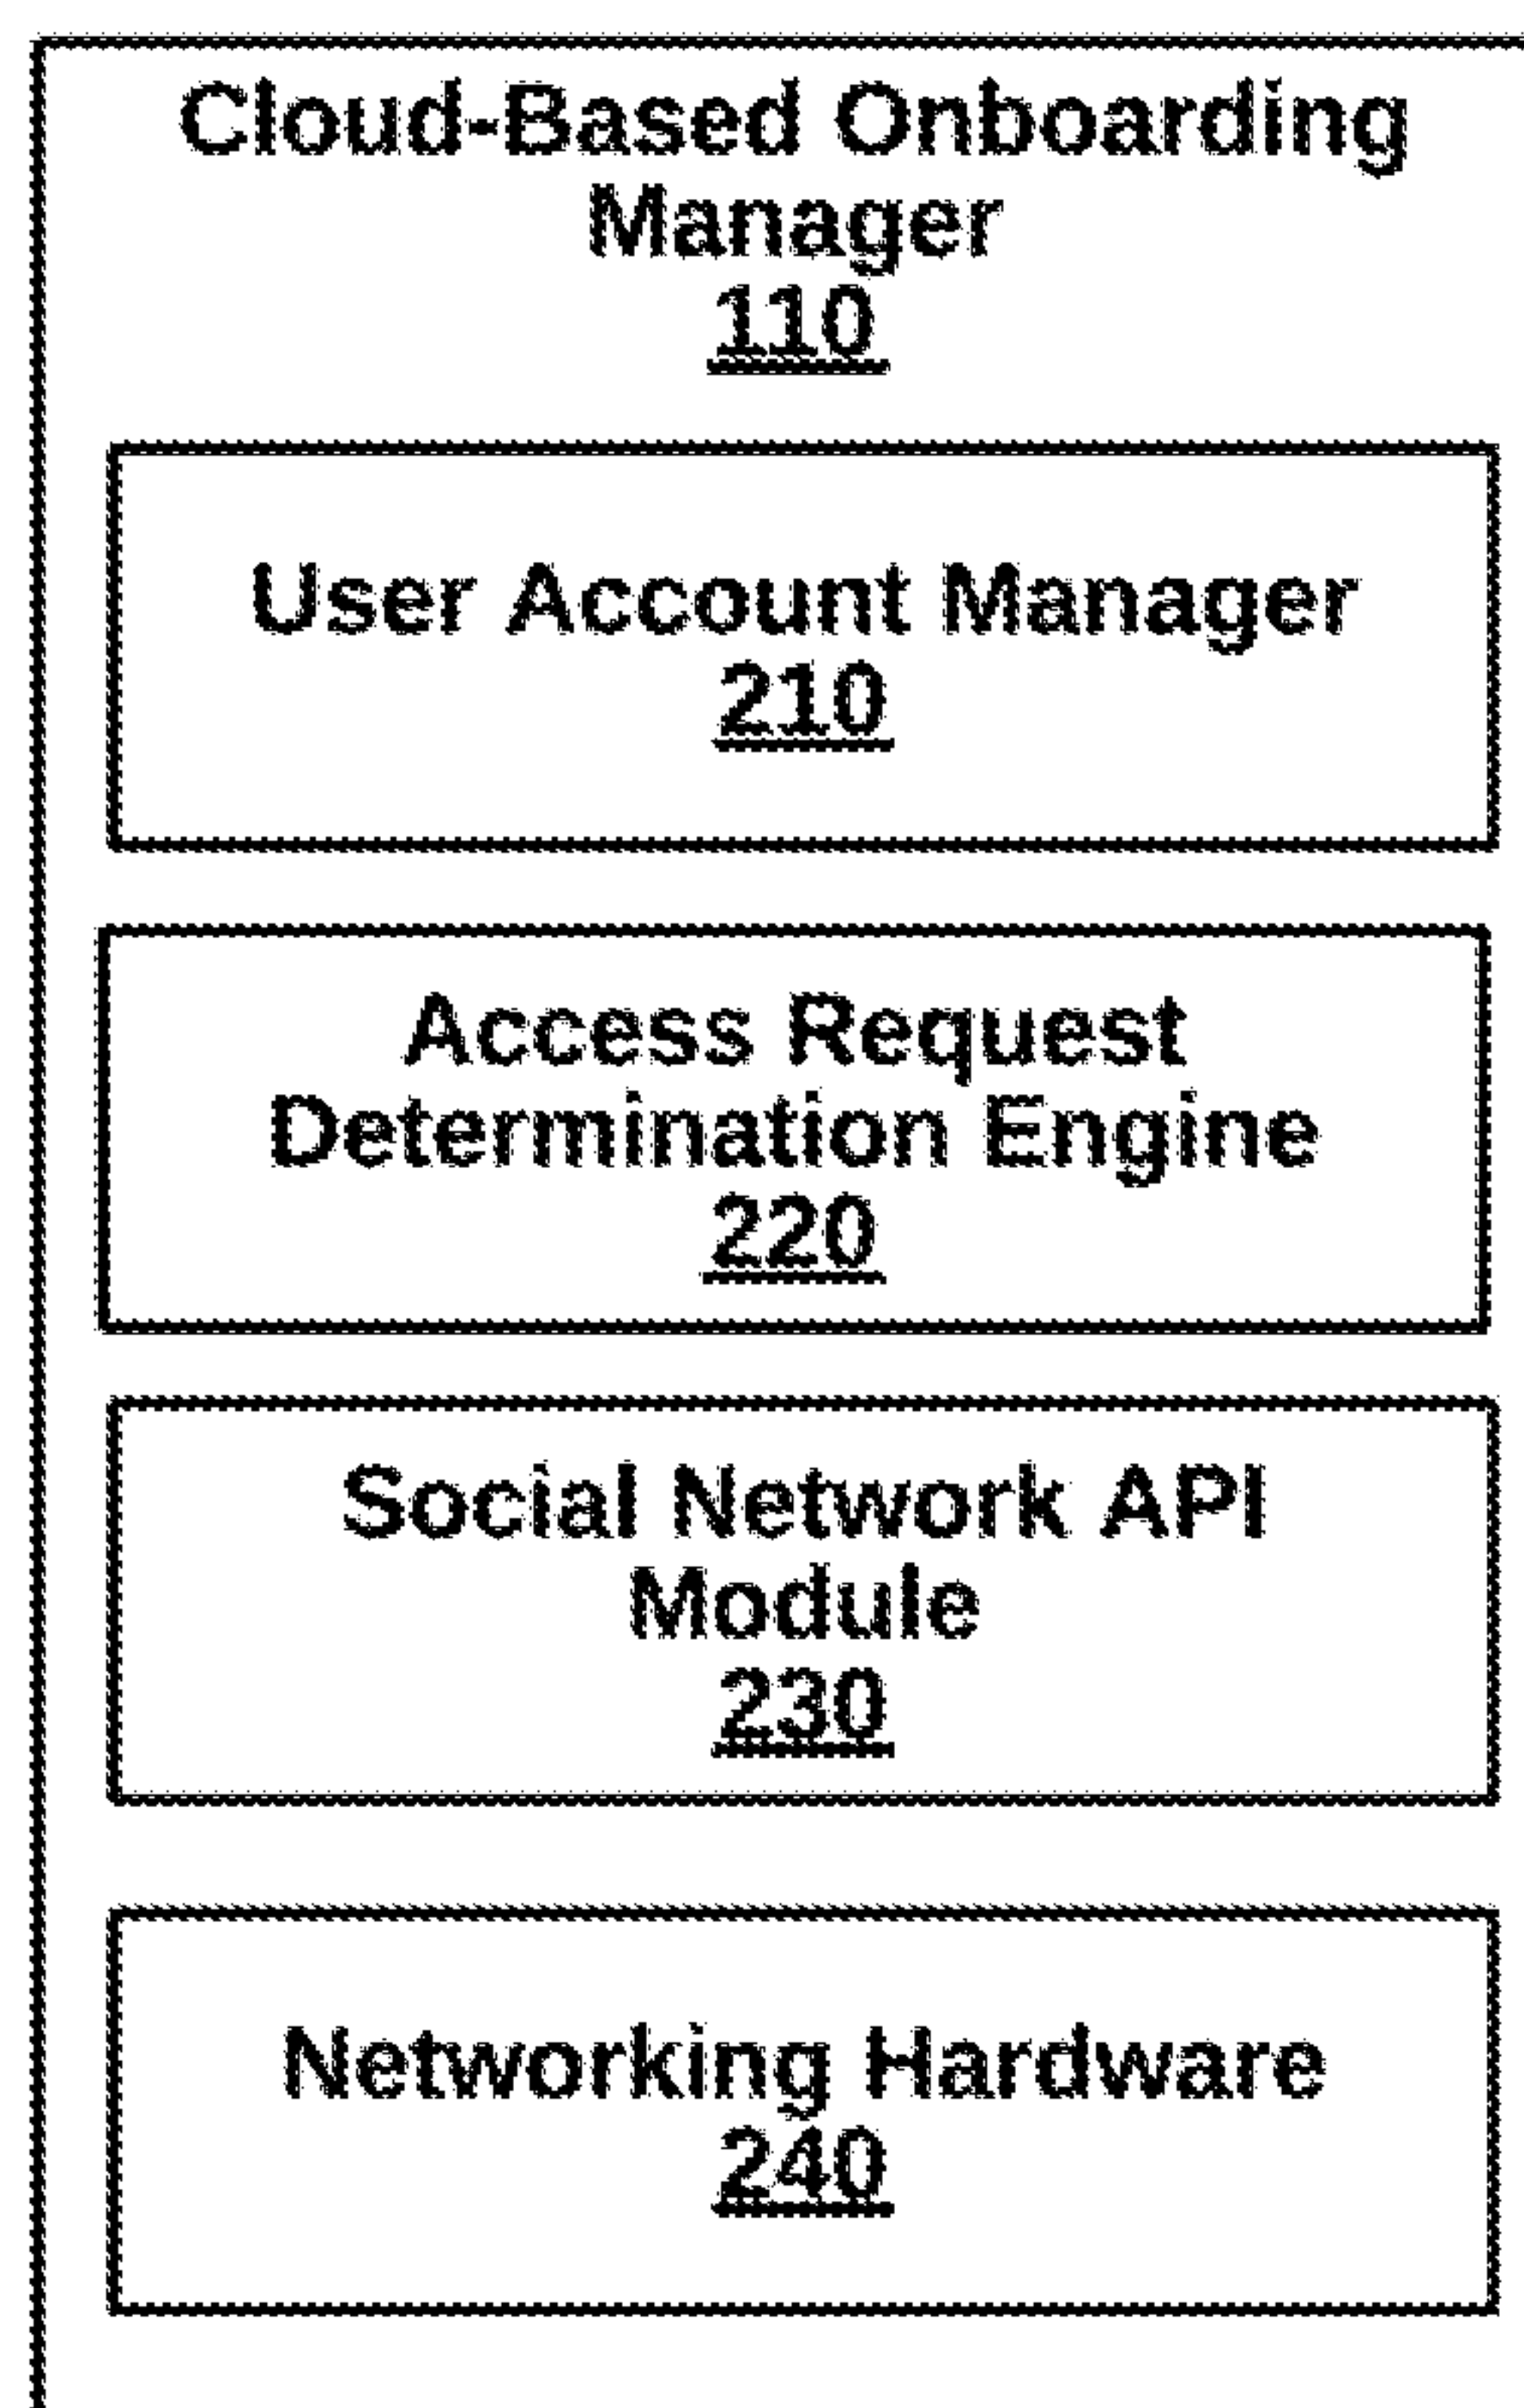 Cloud-Based Onboarding
Manager
110
User Account Manager
210
Access Request
Determination Engine
220
Social Network API
Module
230
Networking Hardware
240